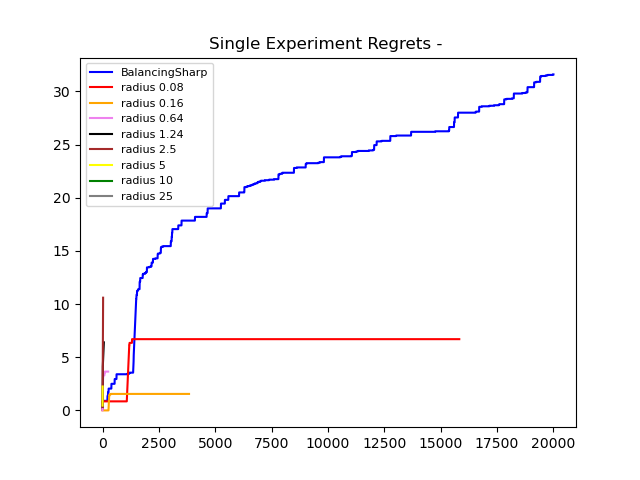 Single Experiment Regrets -
BalancingSharp
radius 0.08
radius 0.16
radius 0.64
radius 1.24
radius 2.5
radius 5
radius 10
radius 25
30
25
20
15
10
5
0
0 2500 5000 7500 10000 12500 15000 17500 20000